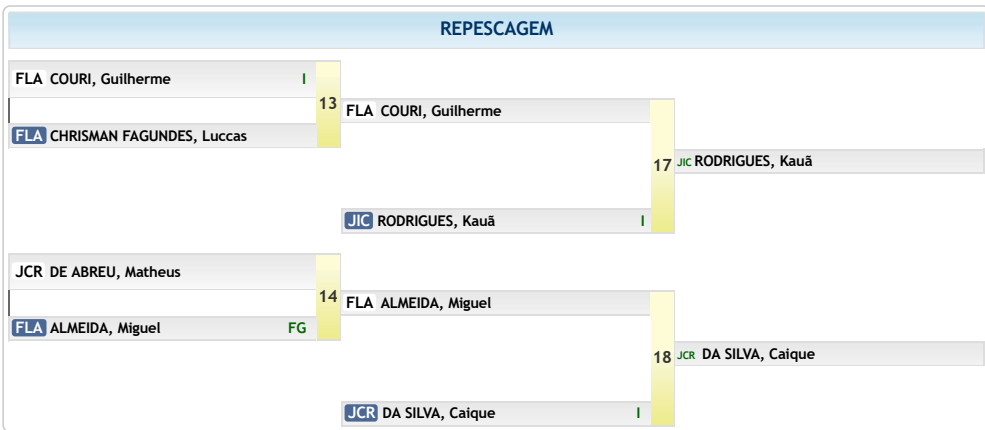 REPESCAGEM
FLA COURI, Guilherme I
13
FLA CHRISMAN FAGUNDES, Luccas
FLA COURI, Guilherme
17
JIC RODRIGUES, Kauã I
JIC RODRIGUES, Kauã
JCR DE ABREU, Matheus
14
FLA ALMEIDA, Miguel FG
FLA ALMEIDA, Miguel
18
JCR DA SILVA, Caique I
JCR DA SILVA, Caique